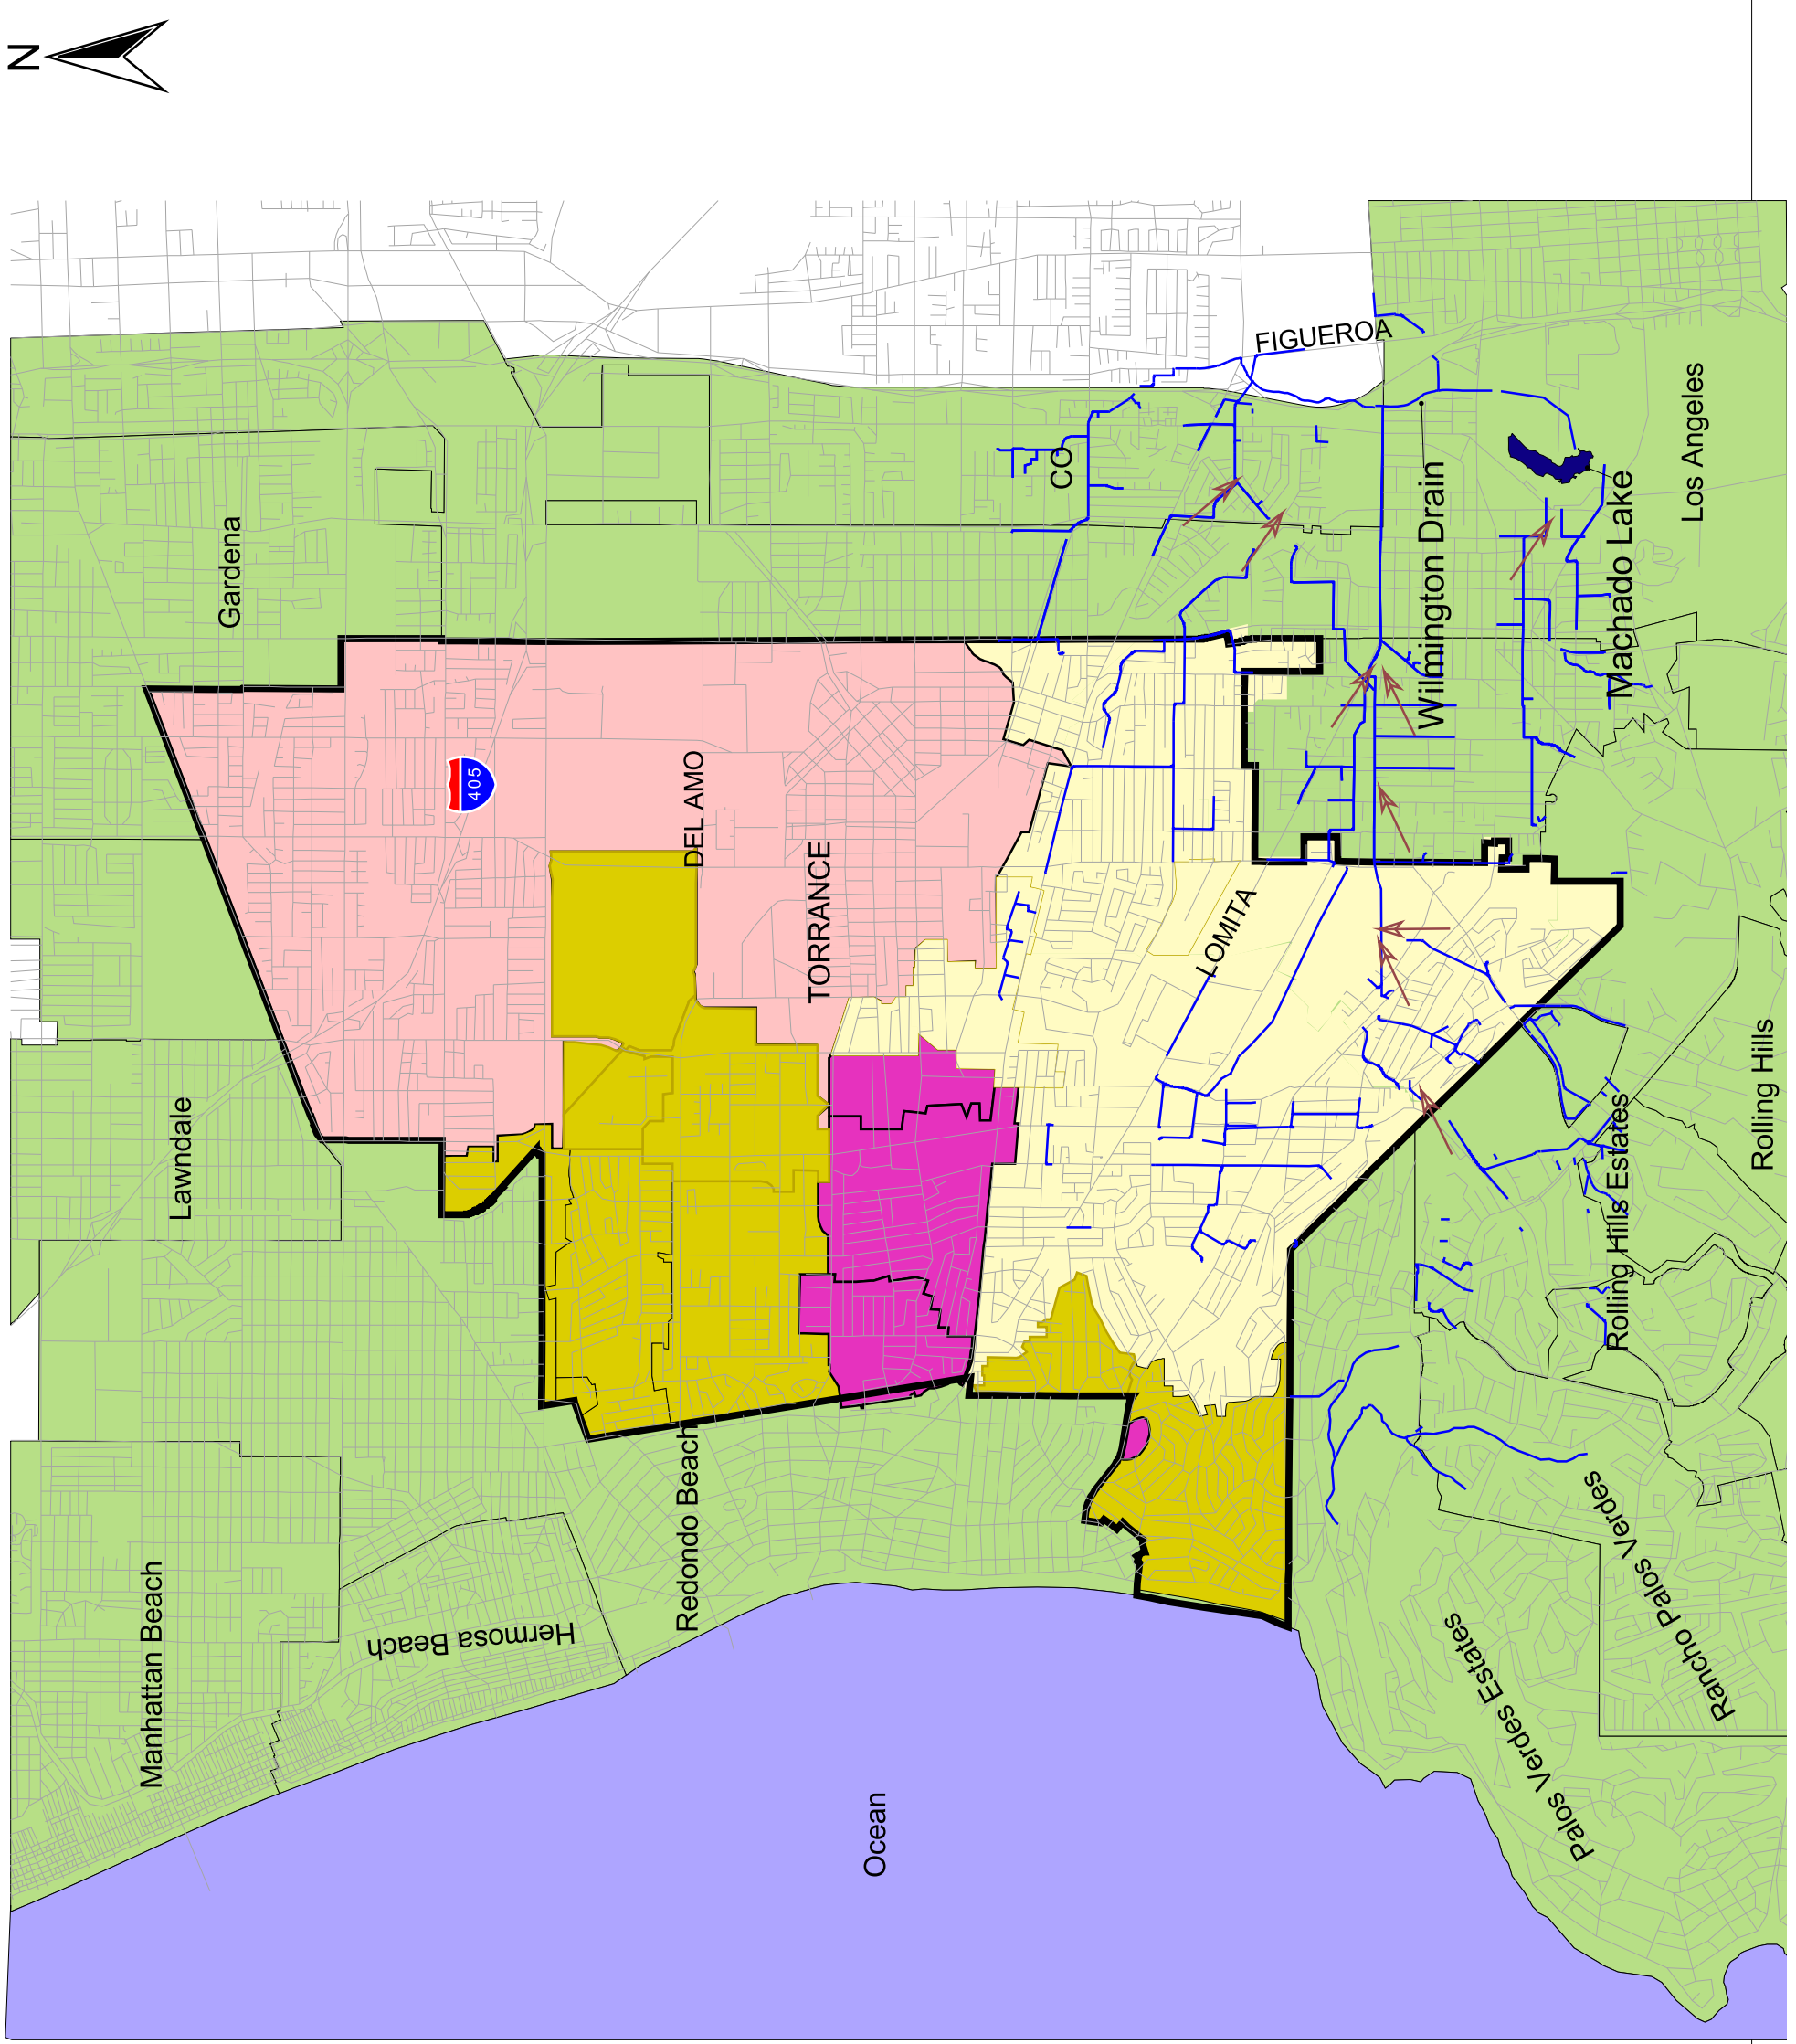 N
FIGUEROA
CO
Los Angeles
Wilmington Drain
Machado Lake
Gardena
405
DEL AMO
TORRANCE
LOMITA
Lawndale
Rolling Hills
Rolling Hills Estates
Redondo Beach
Hermosa Beach
Manhattan Beach
Rancho Palos Verdes
Palos Verdes Estates
Ocean